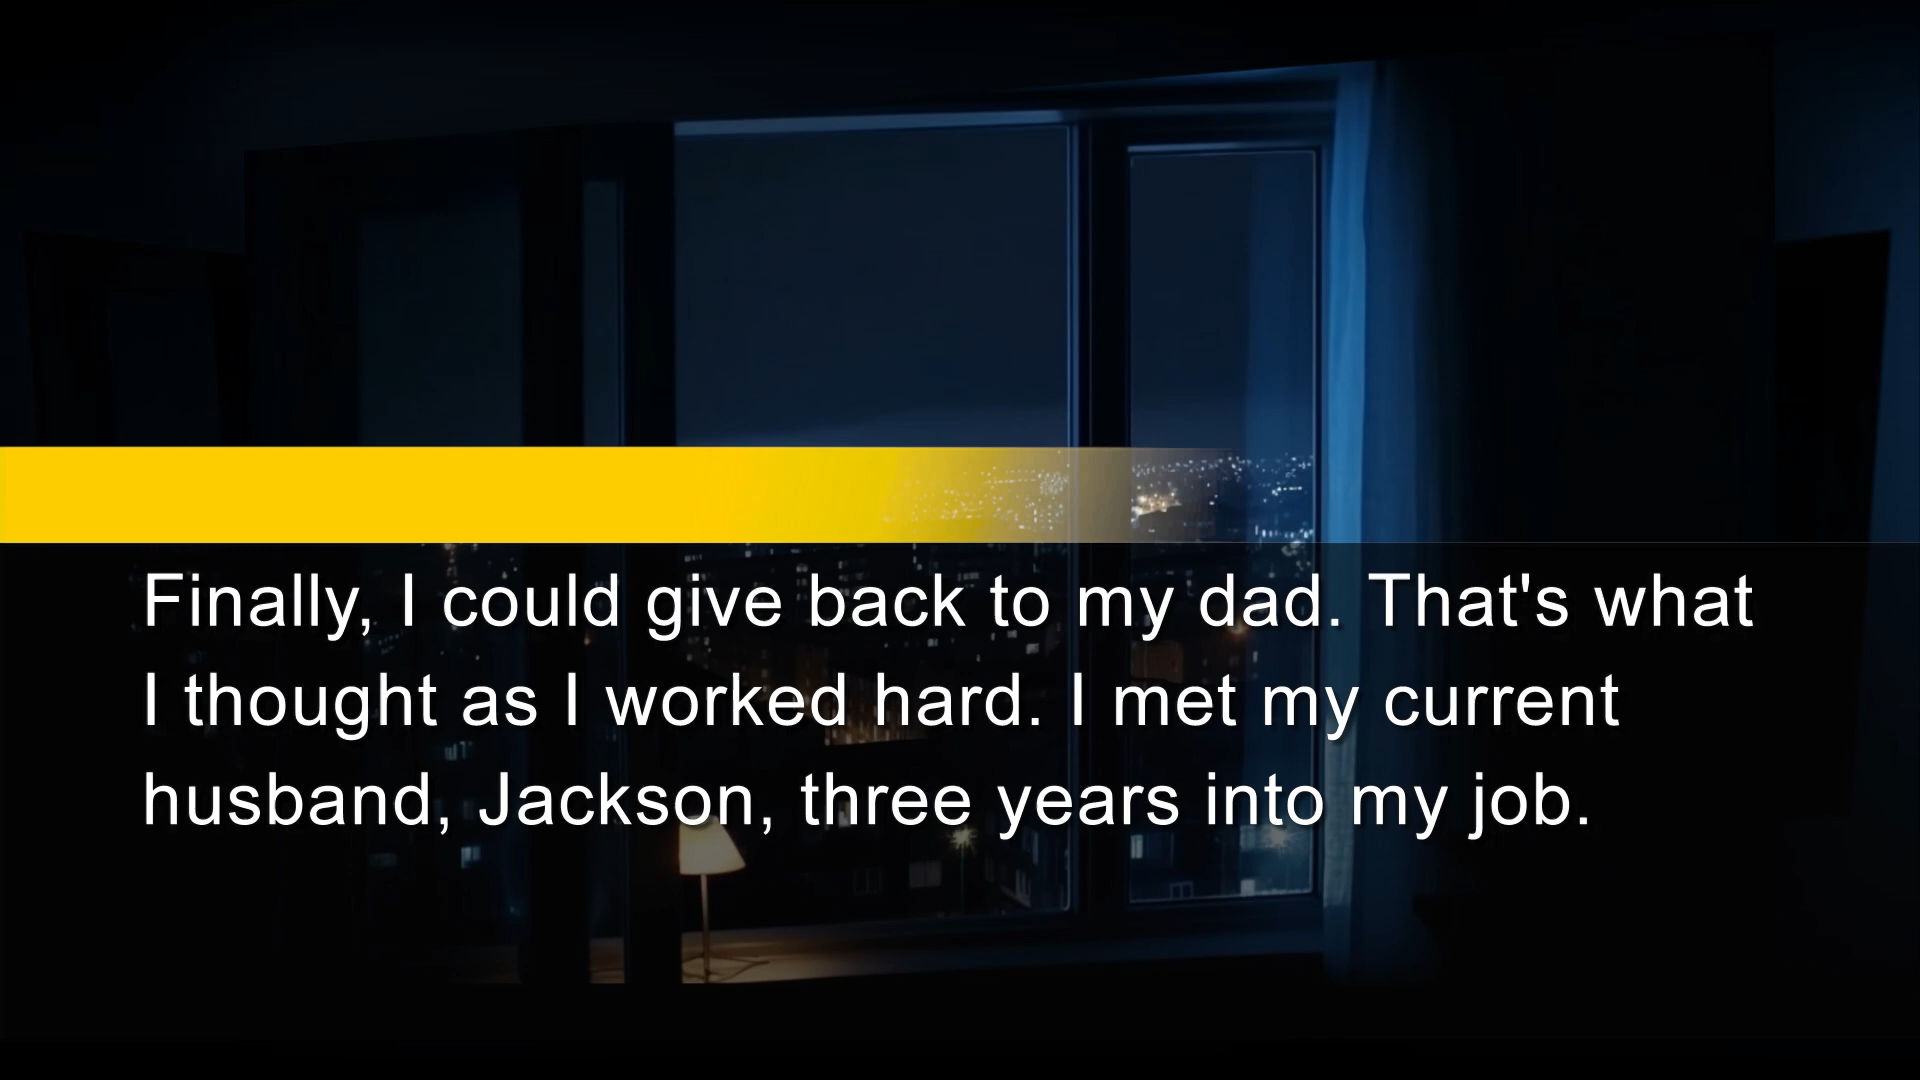 Finally, I could give back to my dad. That's what
I thought as I worked hard. I met my current
husband, Jackson, three years into my job.